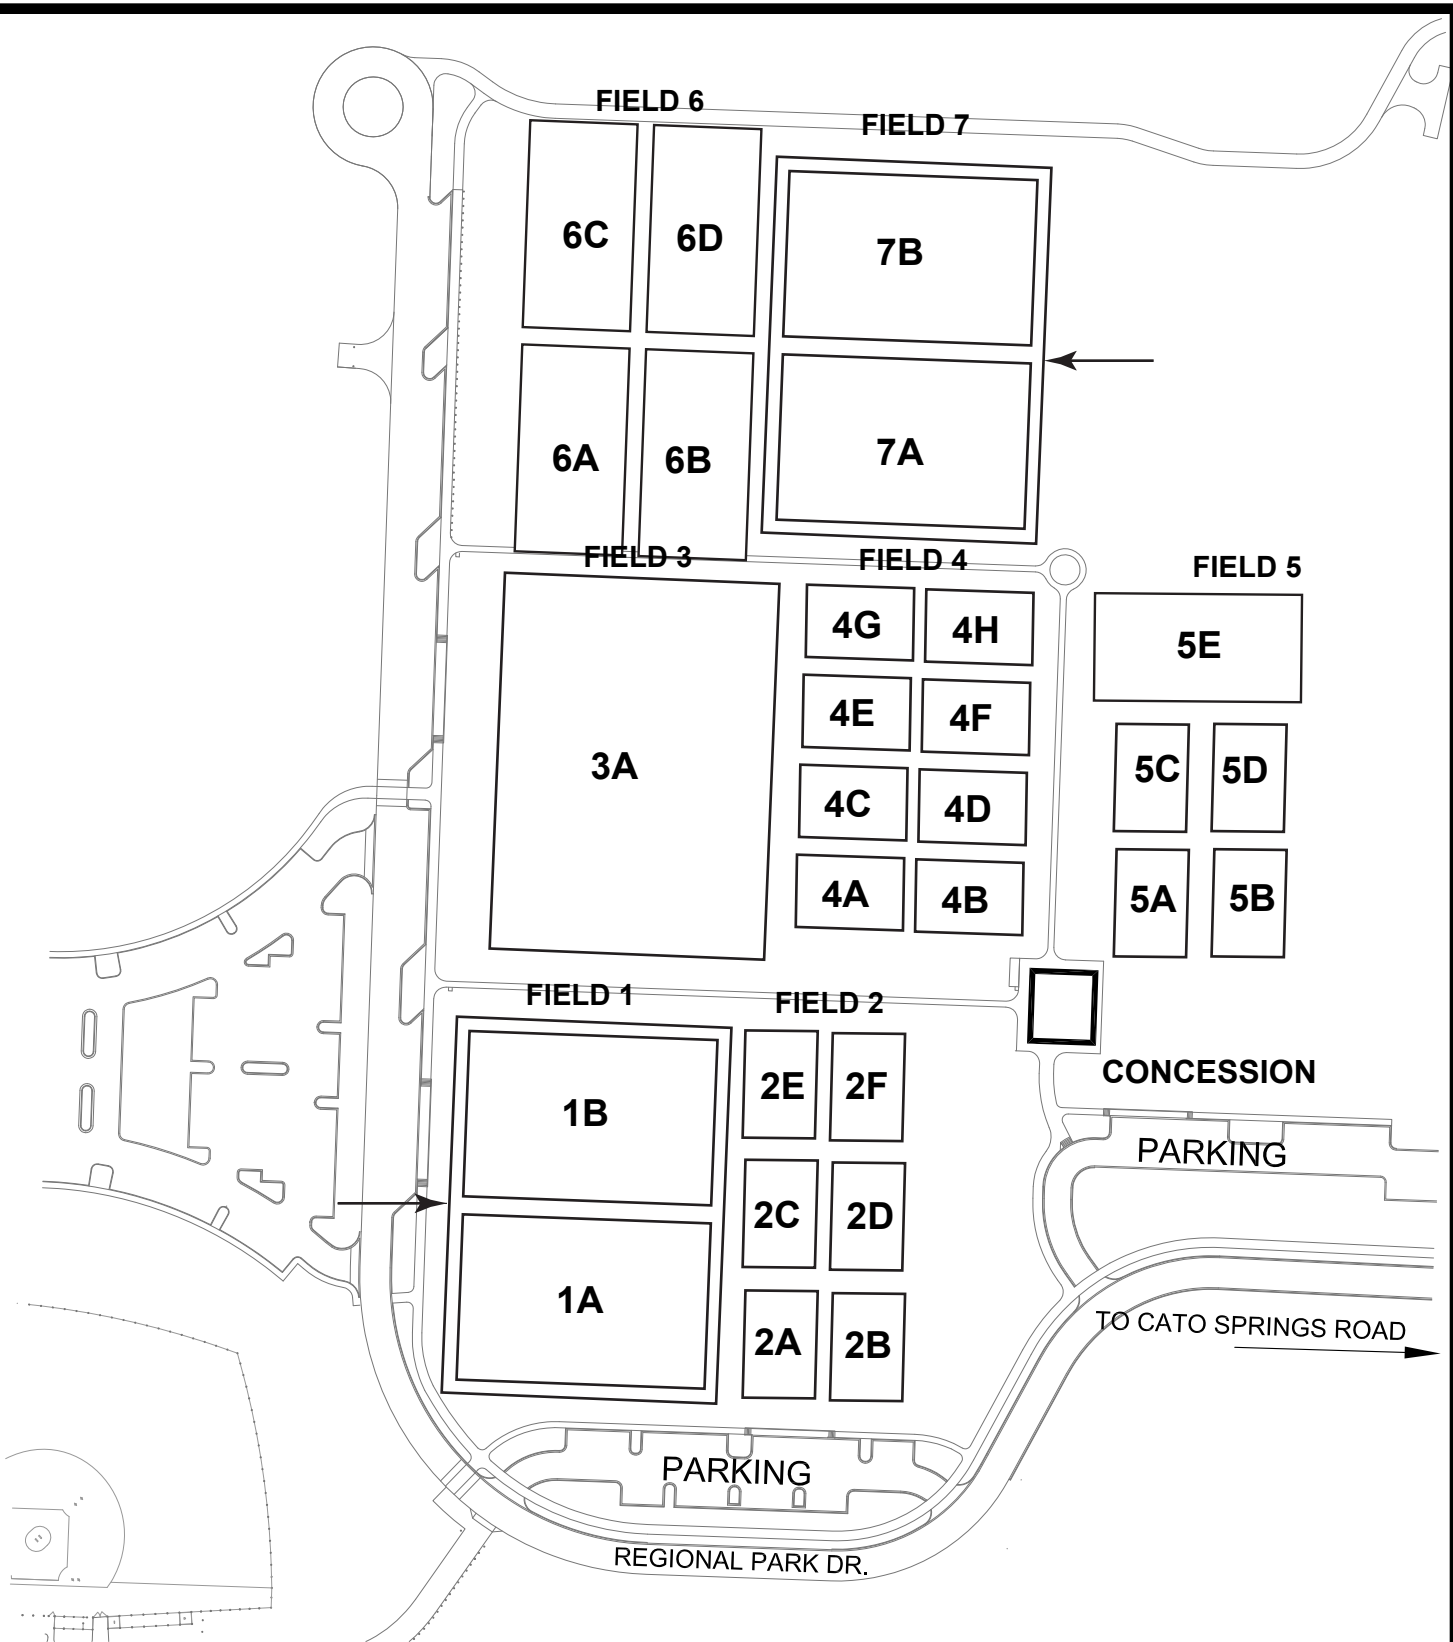 FIELD 6
FIELD 7
6C
6D
7B
6A
6B
7A
FIELD 3
FIELD 4
FIELD 5
4G
4H
5E
4E
4F
3A
5C
5D
4C
4D
4A
4B
5A
5B
FIELD 1
FIELD 2
CONCESSION
2E
2F
1B
PARKING
2C
2D
1A
TO CATO SPRINGS ROAD
2A
2B
PARKING
REGIONAL PARK DR.